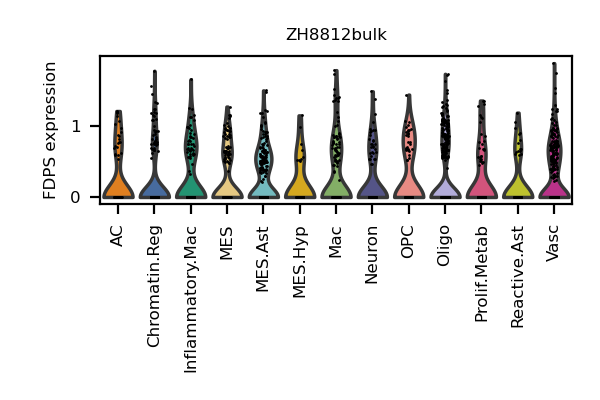 ZH8812bulk
FDPS expression
1
0
AC
Chromatin.Reg
Inflammatory.Mac
MES
MES.Ast
MES.Hyp
Mac
Neuron
OPC
Oligo
Prolif.Metab
Reactive.Ast
Vasc